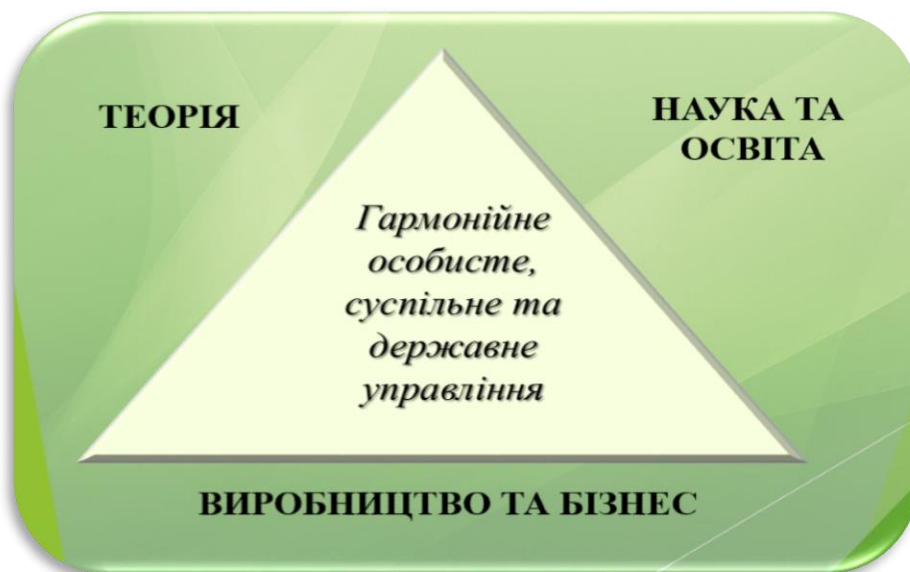 ТЕОРІЯ
НАУКА ТА
ОСВІТА
Гармонійне
особисте,
суспільне та
державне
управління
ВИРОБНИЦТВО ТА БІЗНЕС